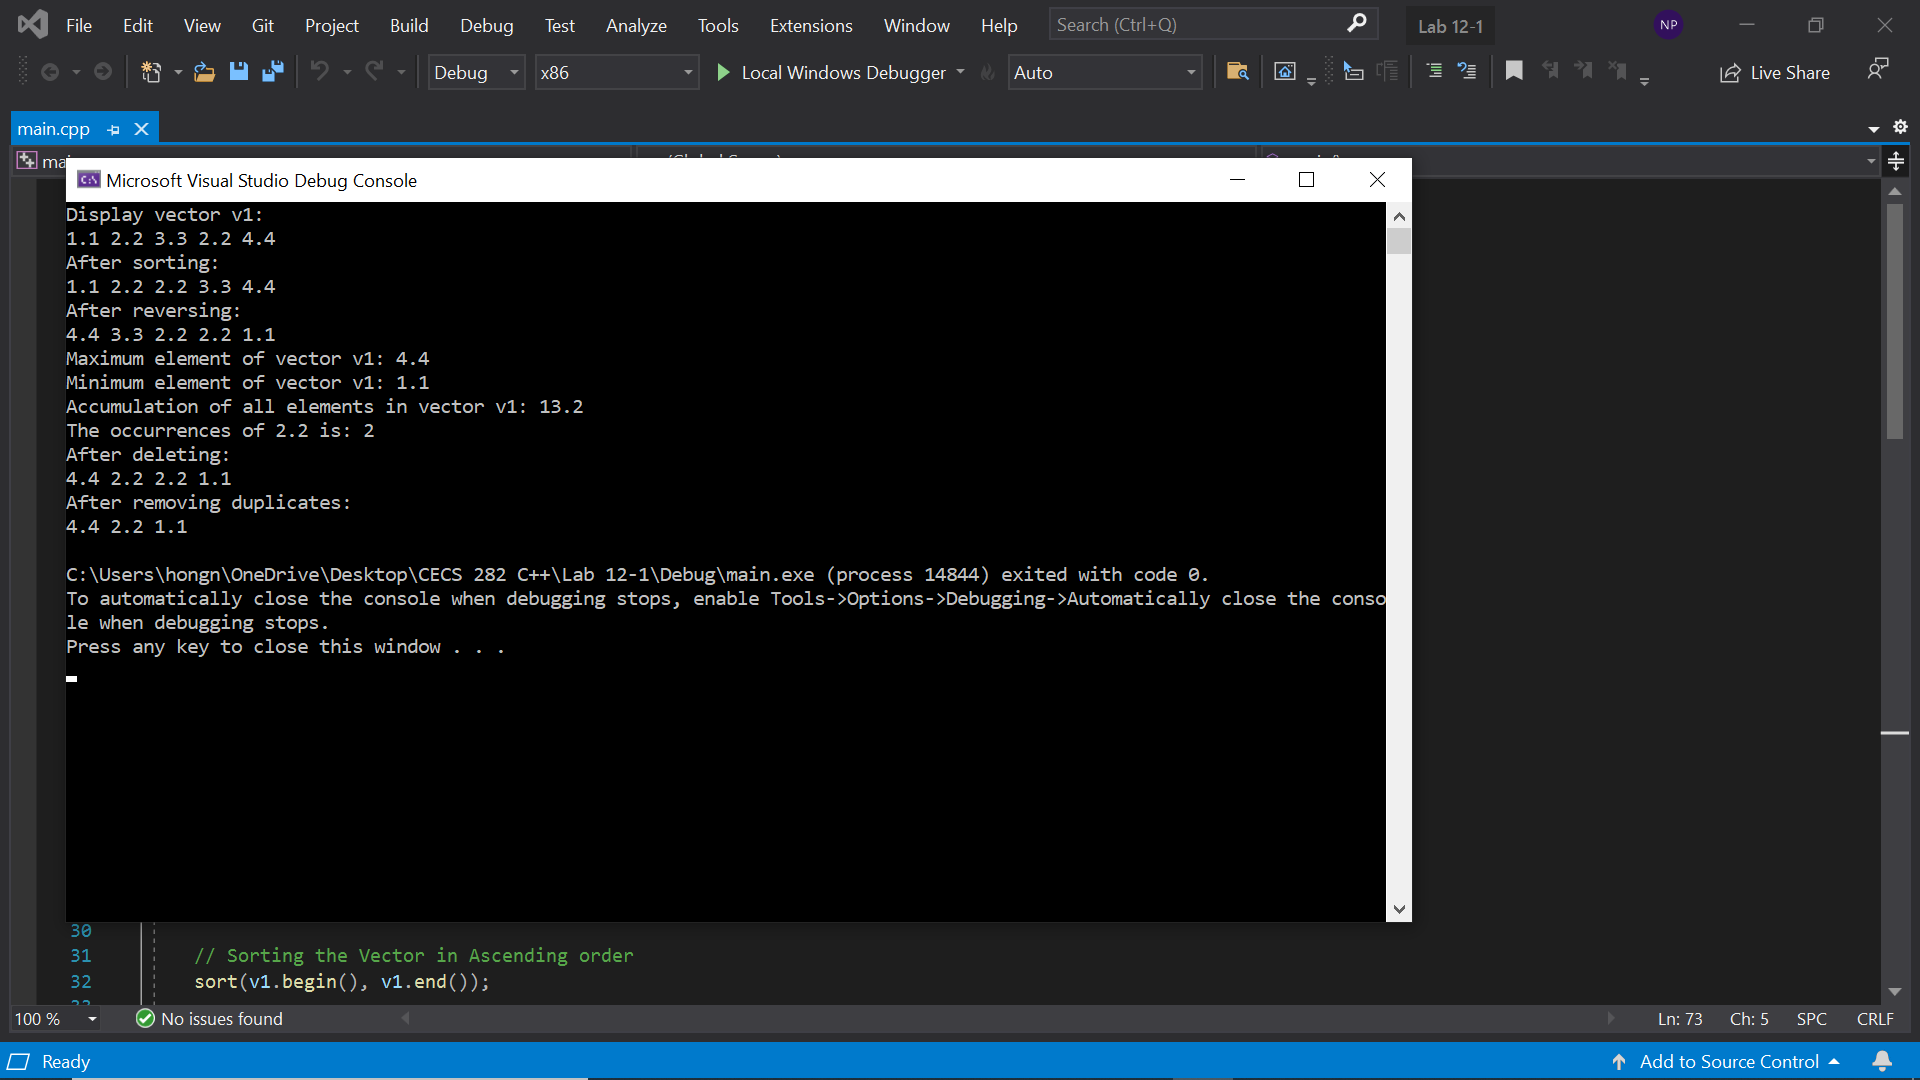 File Edit View Git Project Build Debug Test Analyze Tools Extensions Window Help Search (Ctrl+Q) Lab 12-1 NP
Debug x86 Local Windows Debugger Auto Live Share
main.cpp
C:\ Microsoft Visual Studio Debug Console
Display vector v1:
1.1 2.2 3.3 2.2 4.4
After sorting:
1.1 2.2 2.2 3.3 4.4
After reversing:
4.4 3.3 2.2 2.2 1.1
Maximum element of vector v1: 4.4
Minimum element of vector v1: 1.1
Accumulation of all elements in vector v1: 13.2
The occurrences of 2.2 is: 2
After deleting:
4.4 2.2 2.2 1.1
After removing duplicates:
4.4 2.2 1.1
C:\Users\hongn\OneDrive\Desktop\CECS 282 C++\Lab 12-1\Debug\main.exe (process 14844) exited with code 0.
To automatically close the console when debugging stops, enable Tools->Options->Debugging->Automatically close the conso
le when debugging stops.
Press any key to close this window . . .
30
31 // Sorting the Vector in Ascending order
32 sort(v1.begin(), v1.end());
100 % No issues found Ln: 73 Ch: 5 SPC CRLF
Ready Add to Source Control